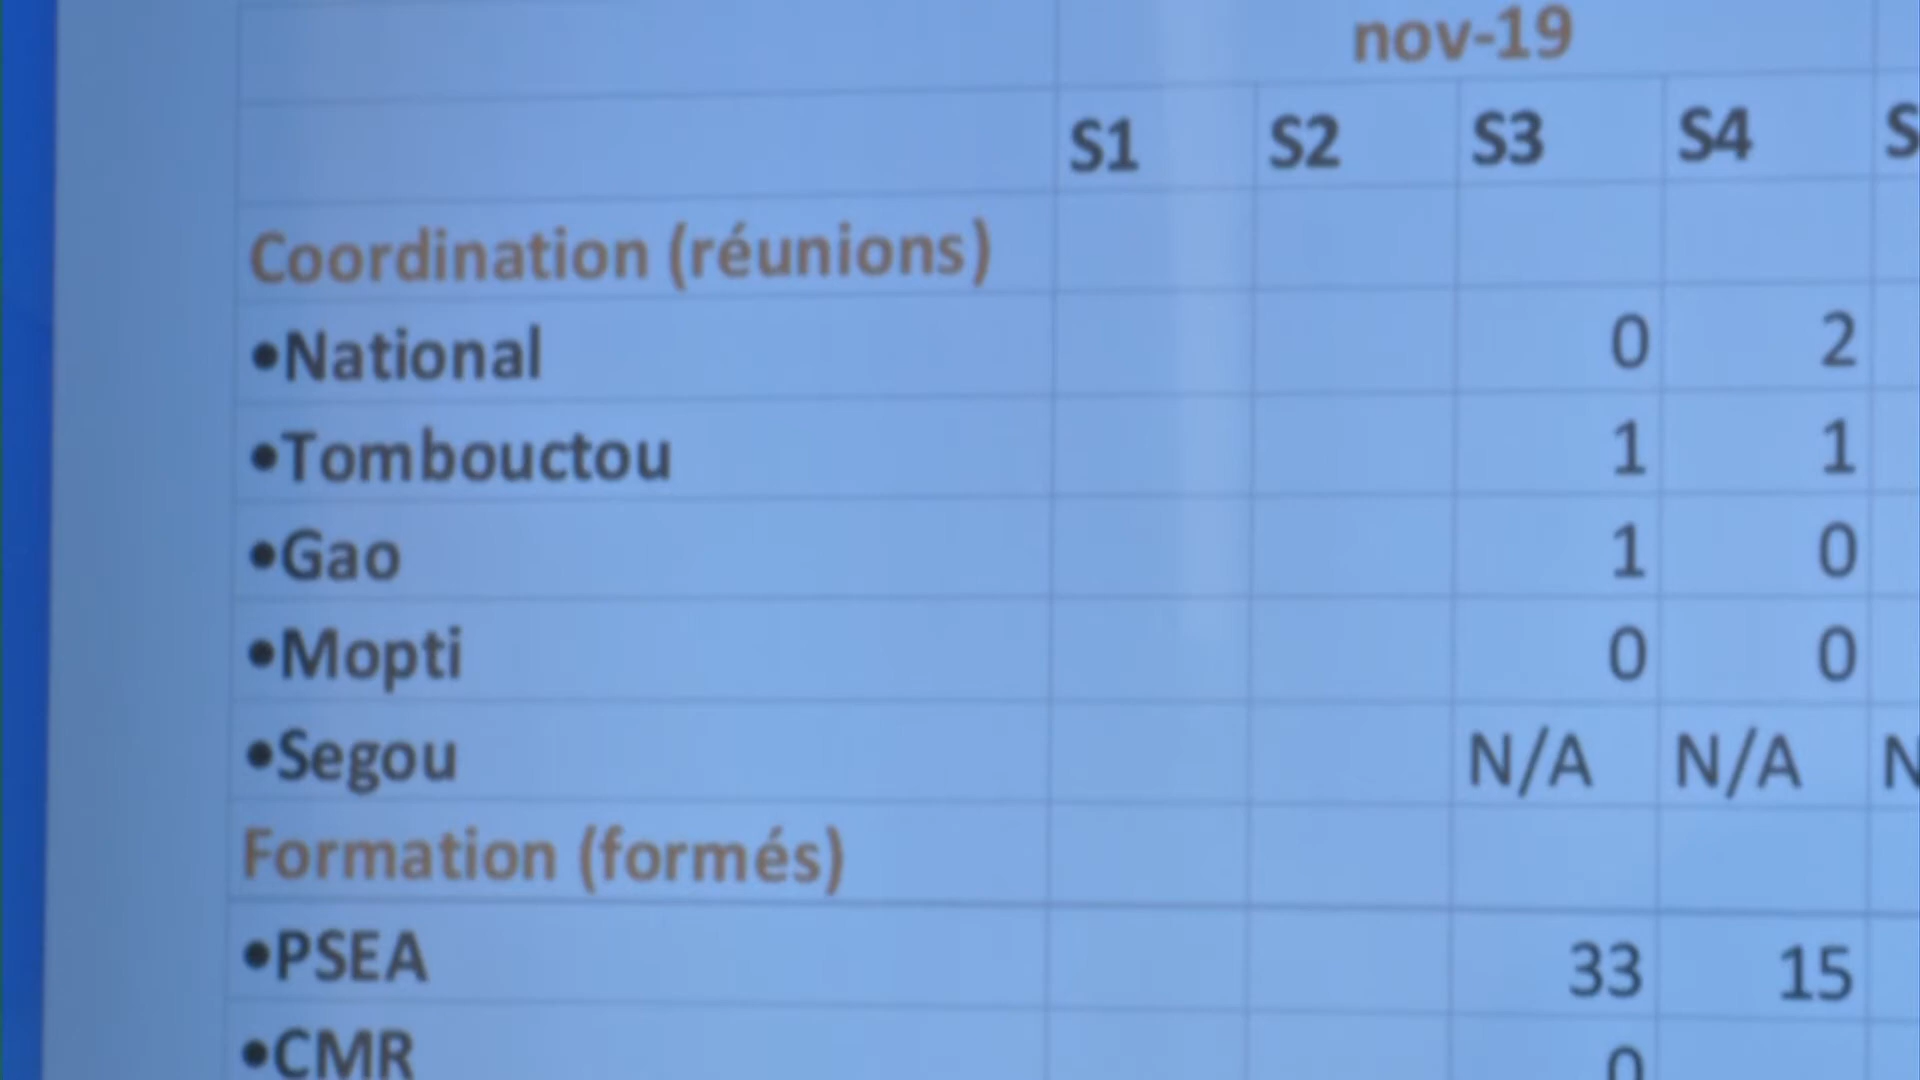 nov-19
S1 S2 S3 S4 S
Coordination (réunions)
•National 0 2
•Tombouctou 1 1
•Gao 1 0
•Mopti 0 0
•Segou N/A N/A N
Formation (formés)
•PSEA 33 15
•CMR 0